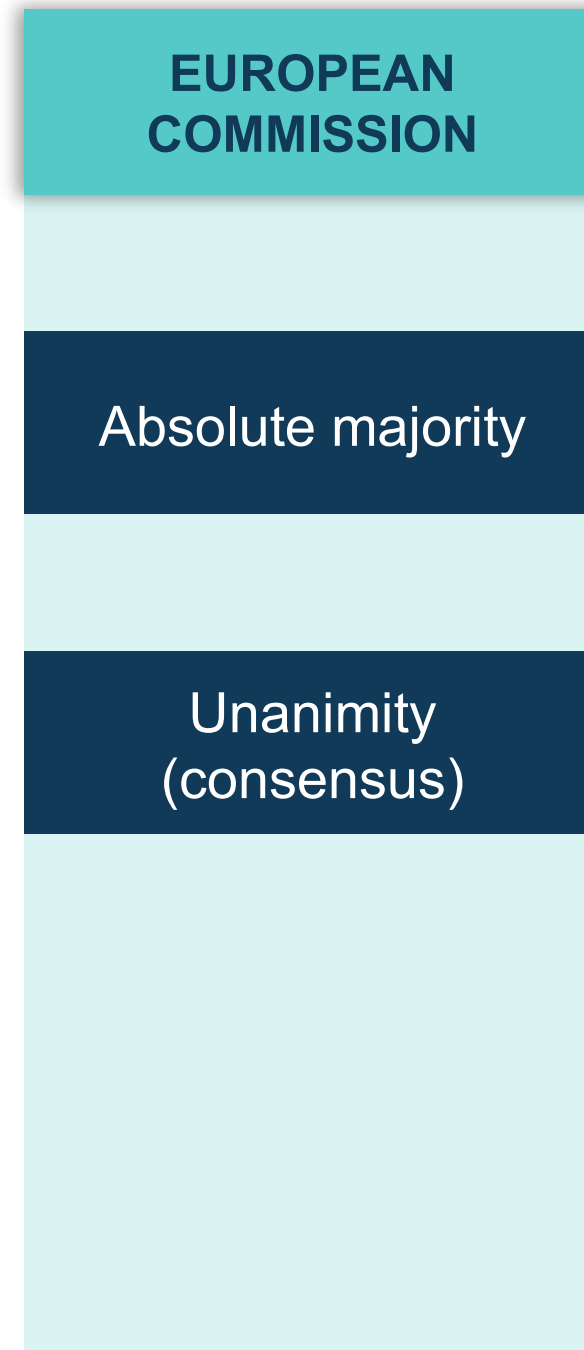 EUROPEAN
COMMISSION
Absolute majority
Unanimity
(consensus)